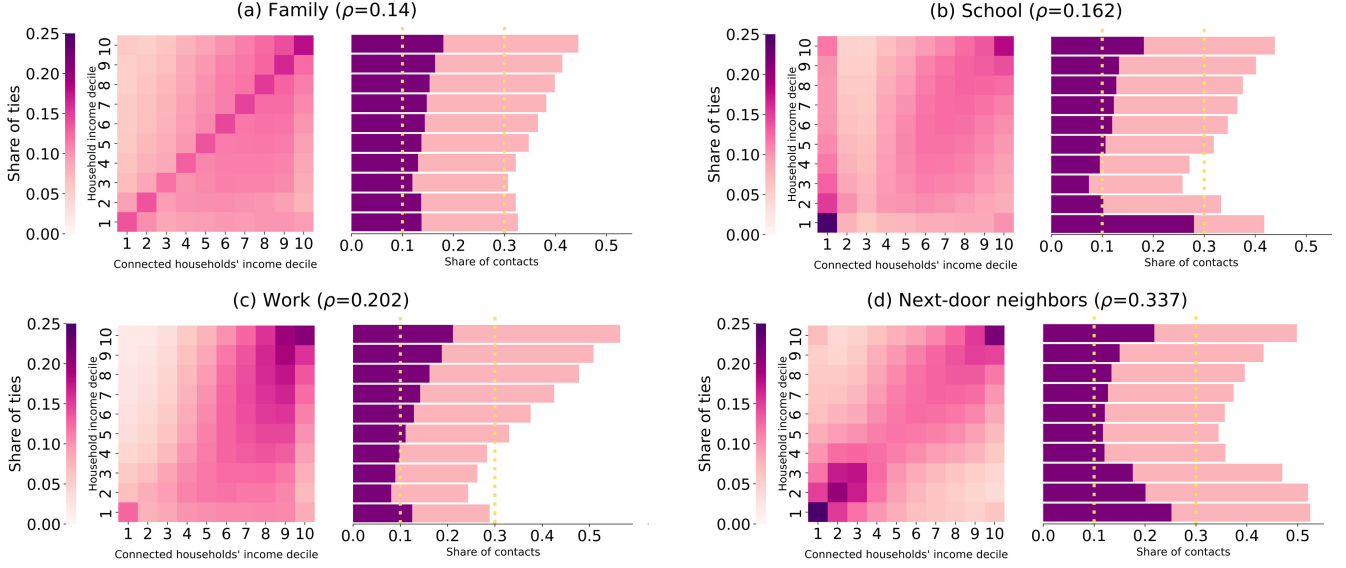 (a) Family (ρ=0.14)
Share of ties
0.25
0.20
0.15
0.10
0.05
0.00
Household income decile
10
9
8
7
6
5
4
3
2
1
1 2 3 4 5 6 7 8 9 10
Connected households' income decile
0.0 0.1 0.2 0.3 0.4 0.5
Share of contacts
(b) School (ρ=0.162)
Share of ties
0.25
0.20
0.15
0.10
0.05
0.00
Household income decile
10
9
8
7
6
5
4
3
2
1
1 2 3 4 5 6 7 8 9 10
Connected households' income decile
0.0 0.1 0.2 0.3 0.4 0.5
Share of contacts
(c) Work (ρ=0.202)
Share of ties
0.25
0.20
0.15
0.10
0.05
0.00
Household income decile
10
9
8
7
6
5
4
3
2
1
1 2 3 4 5 6 7 8 9 10
Connected households' income decile
0.0 0.1 0.2 0.3 0.4 0.5
Share of contacts
(d) Next-door neighbors (ρ=0.337)
Share of ties
0.25
0.20
0.15
0.10
0.05
0.00
Household income decile
10
9
8
7
6
5
4
3
2
1
1 2 3 4 5 6 7 8 9 10
Connected households' income decile
0.0 0.1 0.2 0.3 0.4 0.5
Share of contacts